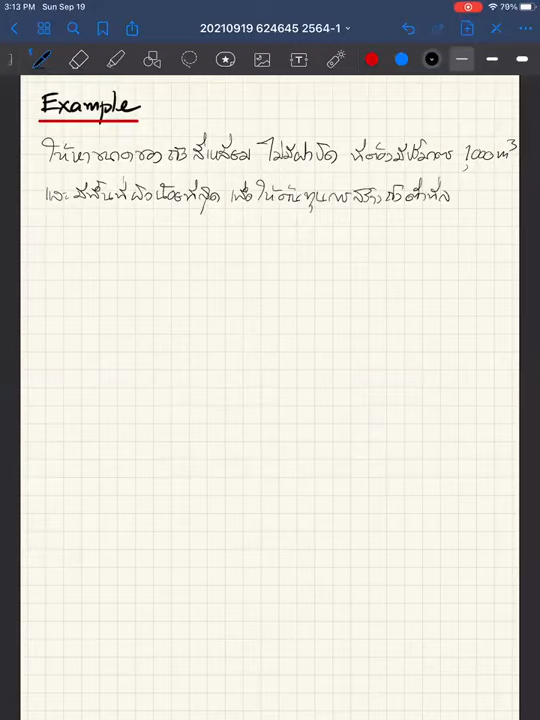 3:13 PM Sun Sep 19 79%
20210919 624645 2564-1
Example
ให้หาขนาดของ ถัง สี่เหลี่ยม ไม่มีฝาปิด ที่ต้องมีปริมาตร 1,000 m³
และ มีพื้นที่ผิวน้อยที่สุด เพื่อ ให้ต้นทุนการสร้างถังต่ำที่สุด